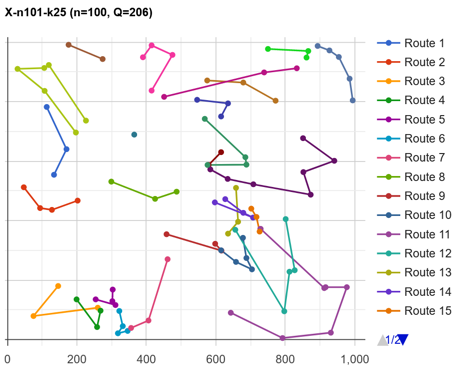 X-n101-k25 (n=100, Q=206)
Route 1
Route 2
Route 3
Route 4
Route 5
Route 6
Route 7
Route 8
Route 9
Route 10
Route 11
Route 12
Route 13
Route 14
Route 15
1/2
0 200 400 600 800 1,000